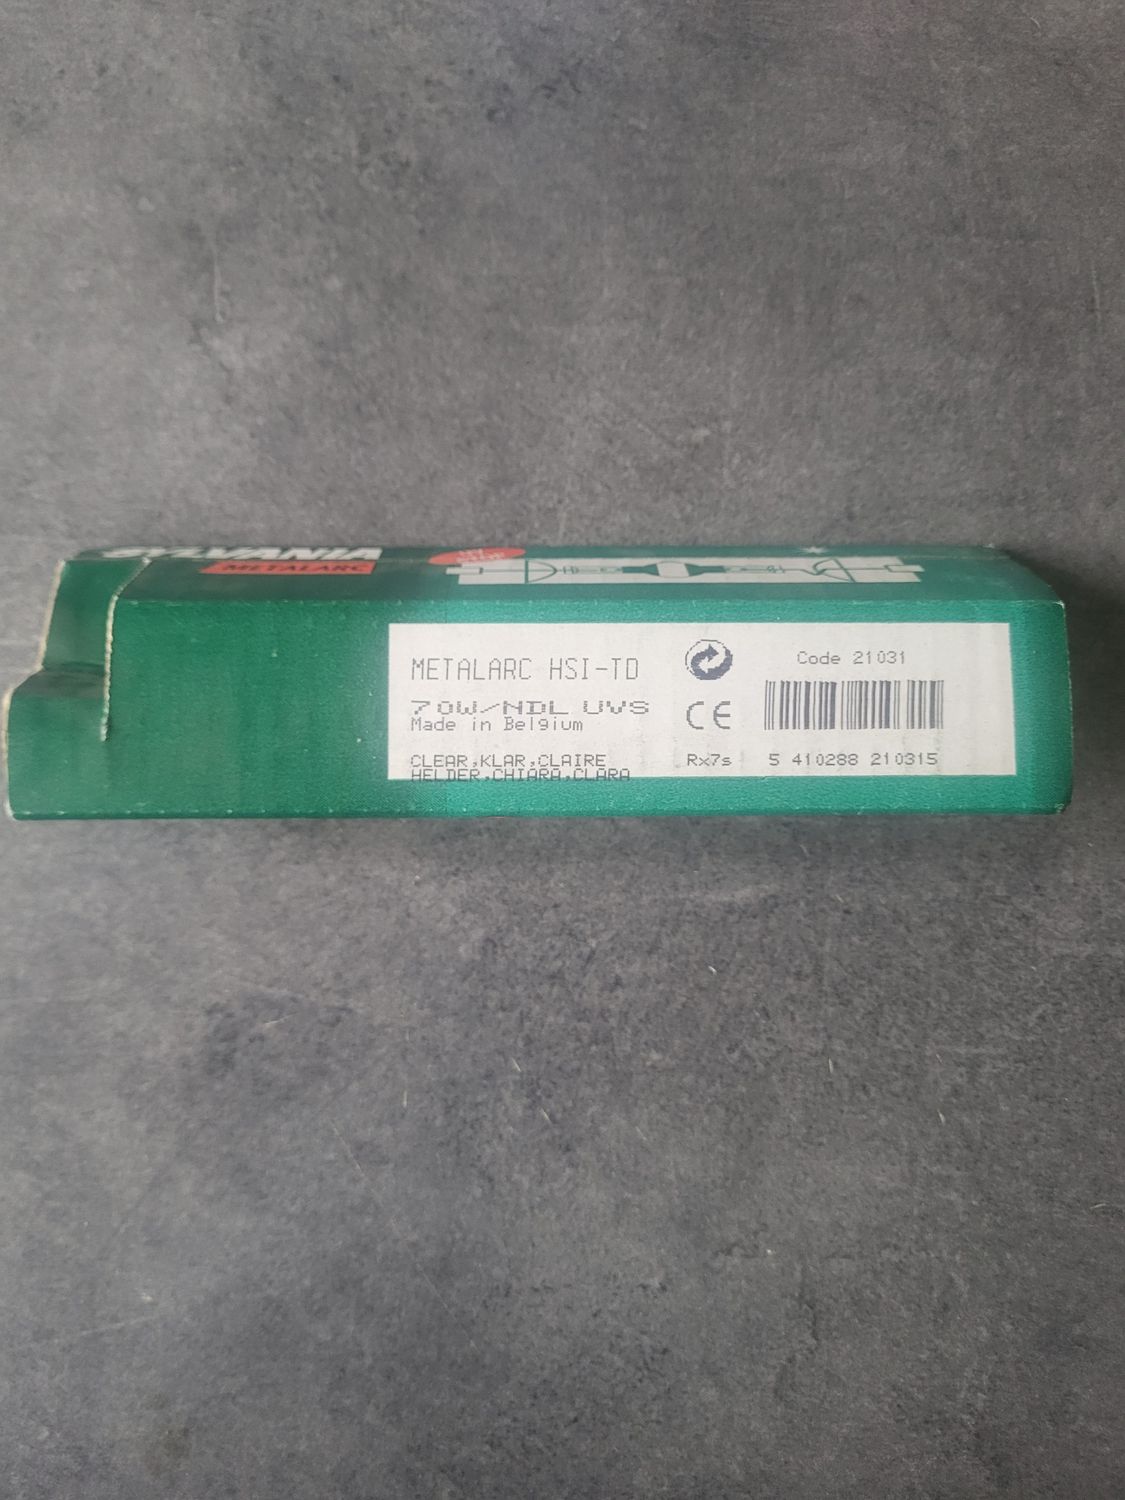 SYLVANIA
METALARC
METALARC HSI-TD
70W/NDL UVS
Made in Belgium
CLEAR,KLAR,CLAIRE
HELDER,CHIARA,CLARA
CE
Rx7s
Code 21031
5 410288 210315